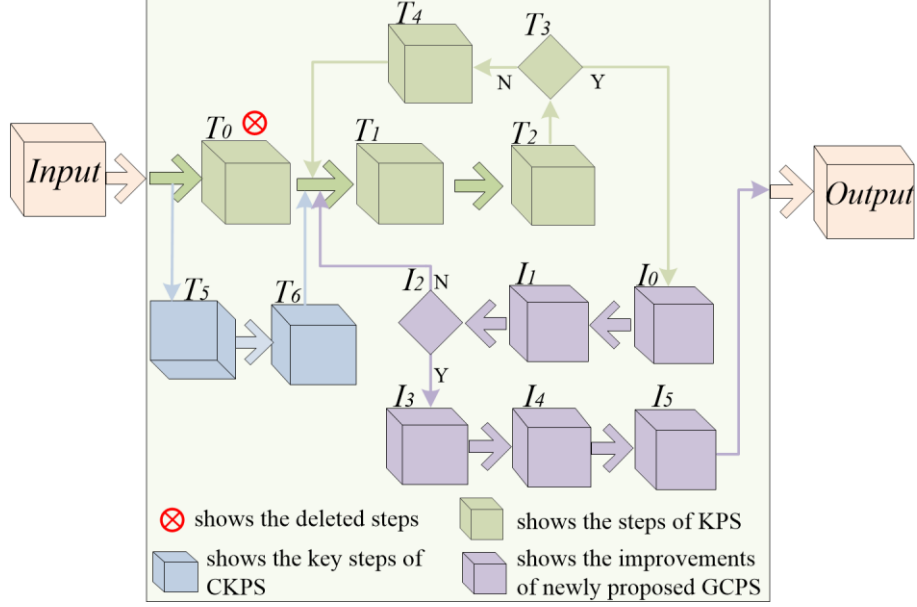 T4
T3
N
Y
T0
T1
T2
Input
Output
T5
T6
I2
N
I1
I0
Y
I3
I4
I5
shows the deleted steps
shows the steps of KPS
shows the key steps of
CKPS
shows the improvements
of newly proposed GCPS